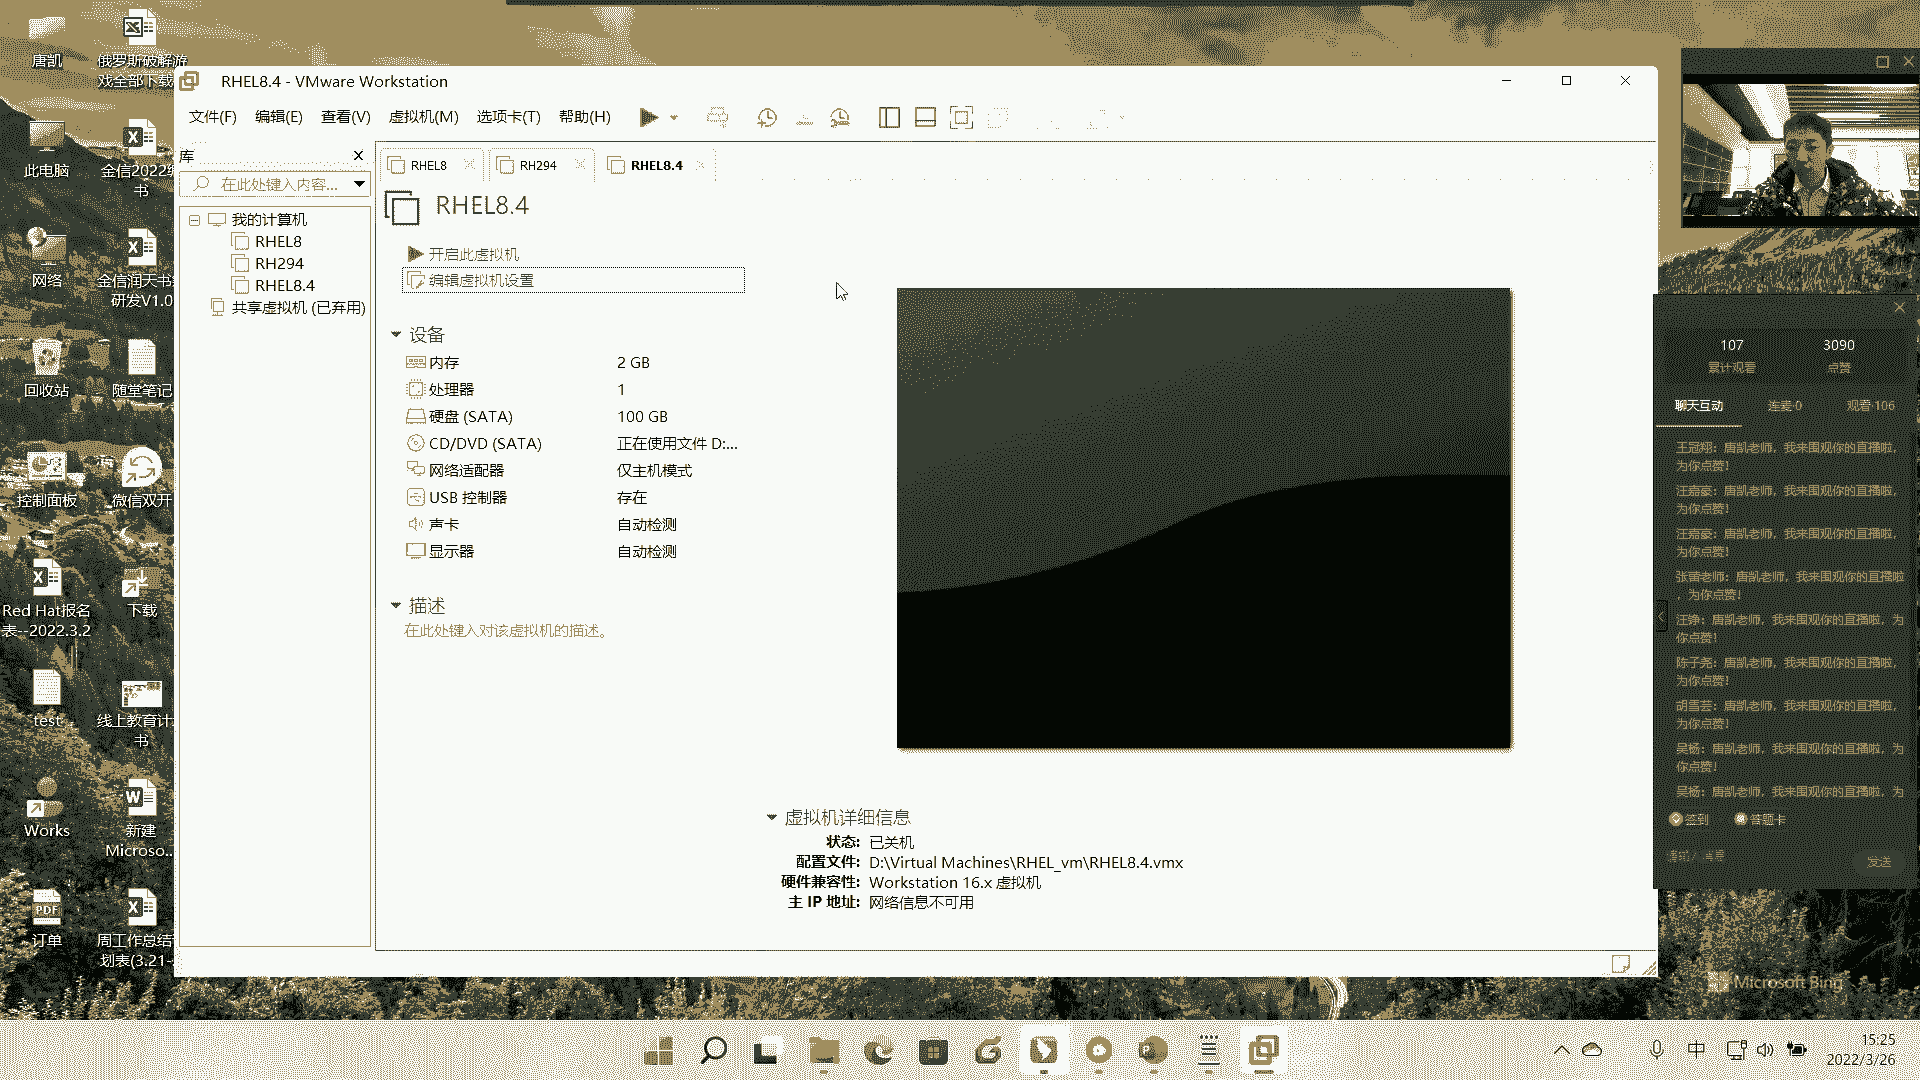 唐凯
俄罗斯破解游
戏全部下载
此电脑
金信2022年
书
网络
金信润天书
研发V1.0
回收站
随堂笔记
控制面板
微信双开
Red Hat报名
表--2022.3.2
下载
test
线上教育计
书
Works
新建
Microso...
订单
周工作总结
划表(3.21-
RHEL8.4 - VMware Workstation
文件(F) 编辑(E) 查看(V) 虚拟机(M) 选项卡(T) 帮助(H)
库
在此处键入内容...
我的计算机
RHEL8
RH294
RHEL8.4
共享虚拟机 (已弃用)
RHEL8 RH294 RHEL8.4
RHEL8.4
开启此虚拟机
编辑虚拟机设置
设备
内存 2 GB
处理器 1
硬盘 (SATA) 100 GB
CD/DVD (SATA) 正在使用文件 D:...
网络适配器 仅主机模式
USB 控制器 存在
声卡 自动检测
显示器 自动检测
描述
在此处键入对该虚拟机的描述。
虚拟机详细信息
状态: 已关机
配置文件: D:\Virtual Machines\RHEL_vm\RHEL8.4.vmx
硬件兼容性: Workstation 16.x 虚拟机
主 IP 地址: 网络信息不可用
107 3090
累计观看 点赞
聊天互动 连麦·0 观看·106
王冠翔：唐凯老师，我来围观你的直播啦，
为你点赞！
汪嘉豪：唐凯老师，我来围观你的直播啦，
为你点赞！
汪嘉豪：唐凯老师，我来围观你的直播啦，
为你点赞！
张蕾老师：唐凯老师，我来围观你的直播啦
，为你点赞！
汪铮：唐凯老师，我来围观你的直播啦，为
你点赞！
陈子尧：唐凯老师，我来围观你的直播啦，
为你点赞！
胡雪芸：唐凯老师，我来围观你的直播啦，
为你点赞！
吴杨：唐凯老师，我来围观你的直播啦，为
你点赞！
吴杨：唐凯老师，我来围观你的直播啦，为
签到 答题卡
发送
Microsoft Bing
中
15:25
2022/3/26